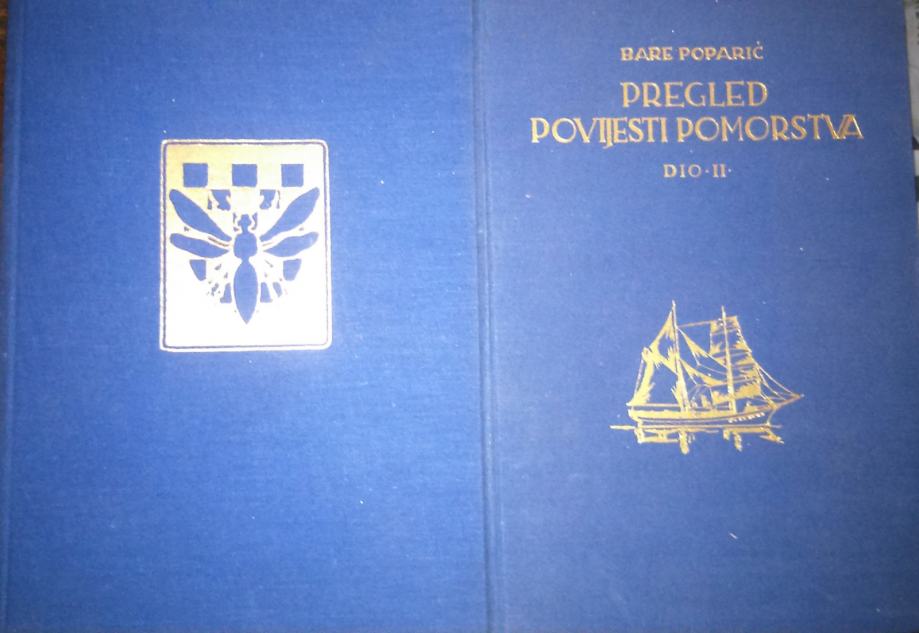 BARE POPARIĆ
PREGLED
POVIJESTI POMORSTVA
DIO·II·